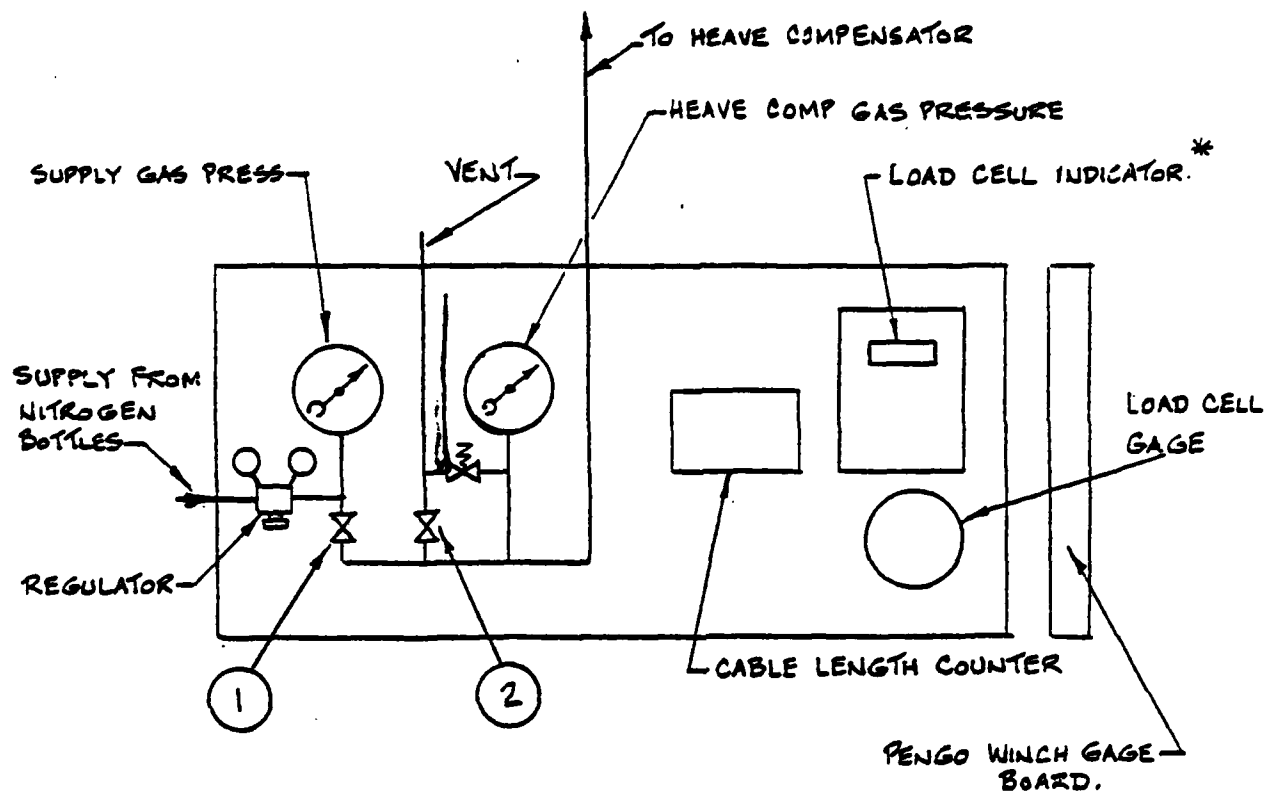 TO HEAVE COMPENSATOR
HEAVE COMP GAS PRESSURE
SUPPLY GAS PRESS
VENT
LOAD CELL INDICATOR.*
SUPPLY FROM
NITROGEN
BOTTLES
LOAD CELL
GAGE
REGULATOR
CABLE LENGTH COUNTER
1
2
PENGO WINCH GAGE
BOARD.